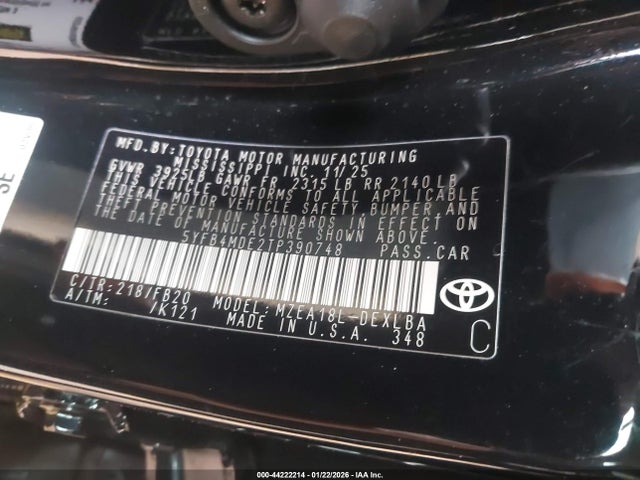 MFD.BY:TOYOTA MOTOR MANUFACTURING
MISSISSIPPI INC. 11/25
GVWR 3925LB GAWR FR 2315LB RR 2140LB
THIS VEHICLE CONFORMS TO ALL APPLICABLE
FEDERAL MOTOR VEHICLE SAFETY, BUMPER, AND
THEFT PREVENTION STANDARDS IN EFFECT ON
THE DATE OF MANUFACTURE SHOWN ABOVE.
5YFB4MDE2TP390748 PASS.CAR
C/TR:218/FB20 MODEL:MZEA18L-DEXLBA
A/TM: /K121 MADE IN U.S.A. 348
C
SE
000-44222214 - 01/22/2026 - IAA Inc.